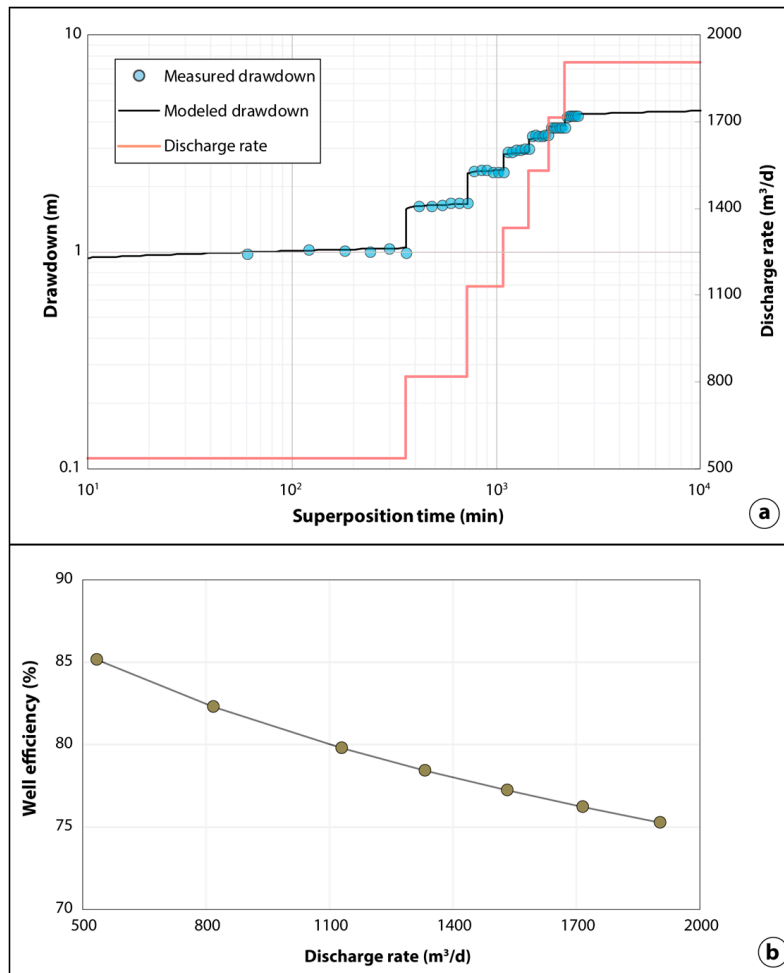 10
1
0.1
Drawdown (m)
Measured drawdown
Modeled drawdown
Discharge rate
2000
1700
1400
1100
800
500
Discharge rate (m³/d)
10¹
10²
10³
10⁴
Superposition time (min)
a
90
85
80
75
70
Well efficiency (%)
500
800
1100
1400
1700
2000
Discharge rate (m³/d)
b